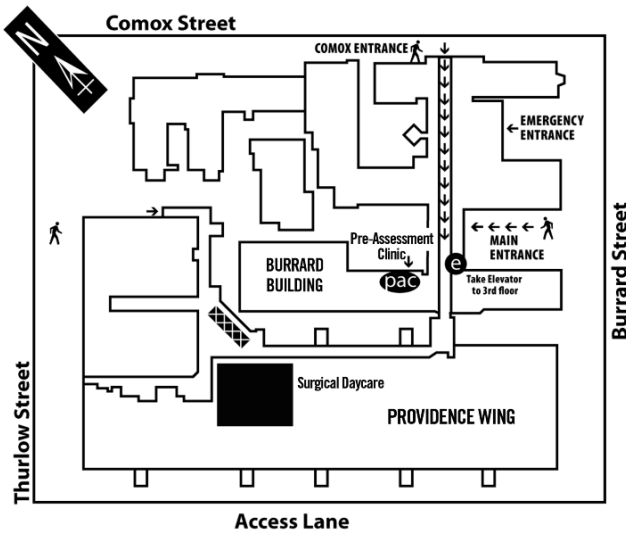 Comox Street
N
COMOX ENTRANCE
EMERGENCY
ENTRANCE
Pre-Assessment
Clinic
MAIN
ENTRANCE
BURRARD
BUILDING
pac
e
Take Elevator
to 3rd floor
Burrard Street
Surgical Daycare
PROVIDENCE WING
Thurlow Street
Access Lane